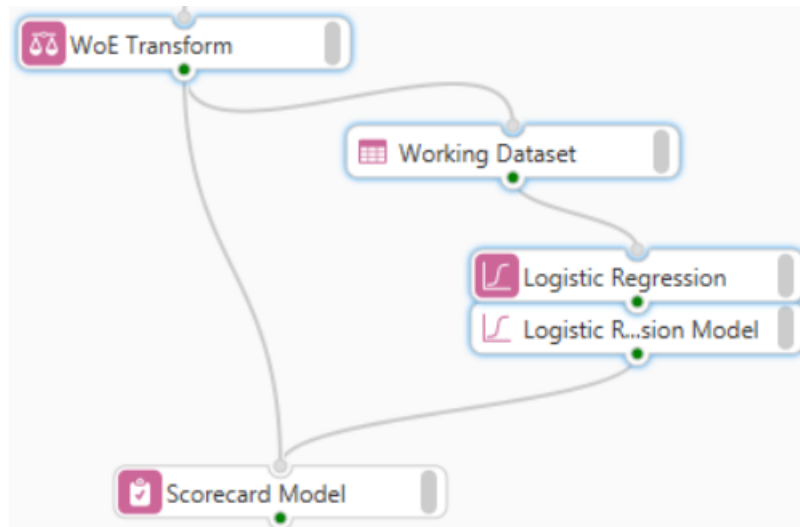 WoE Transform
Working Dataset
Logistic Regression
Logistic R...sion Model
Scorecard Model